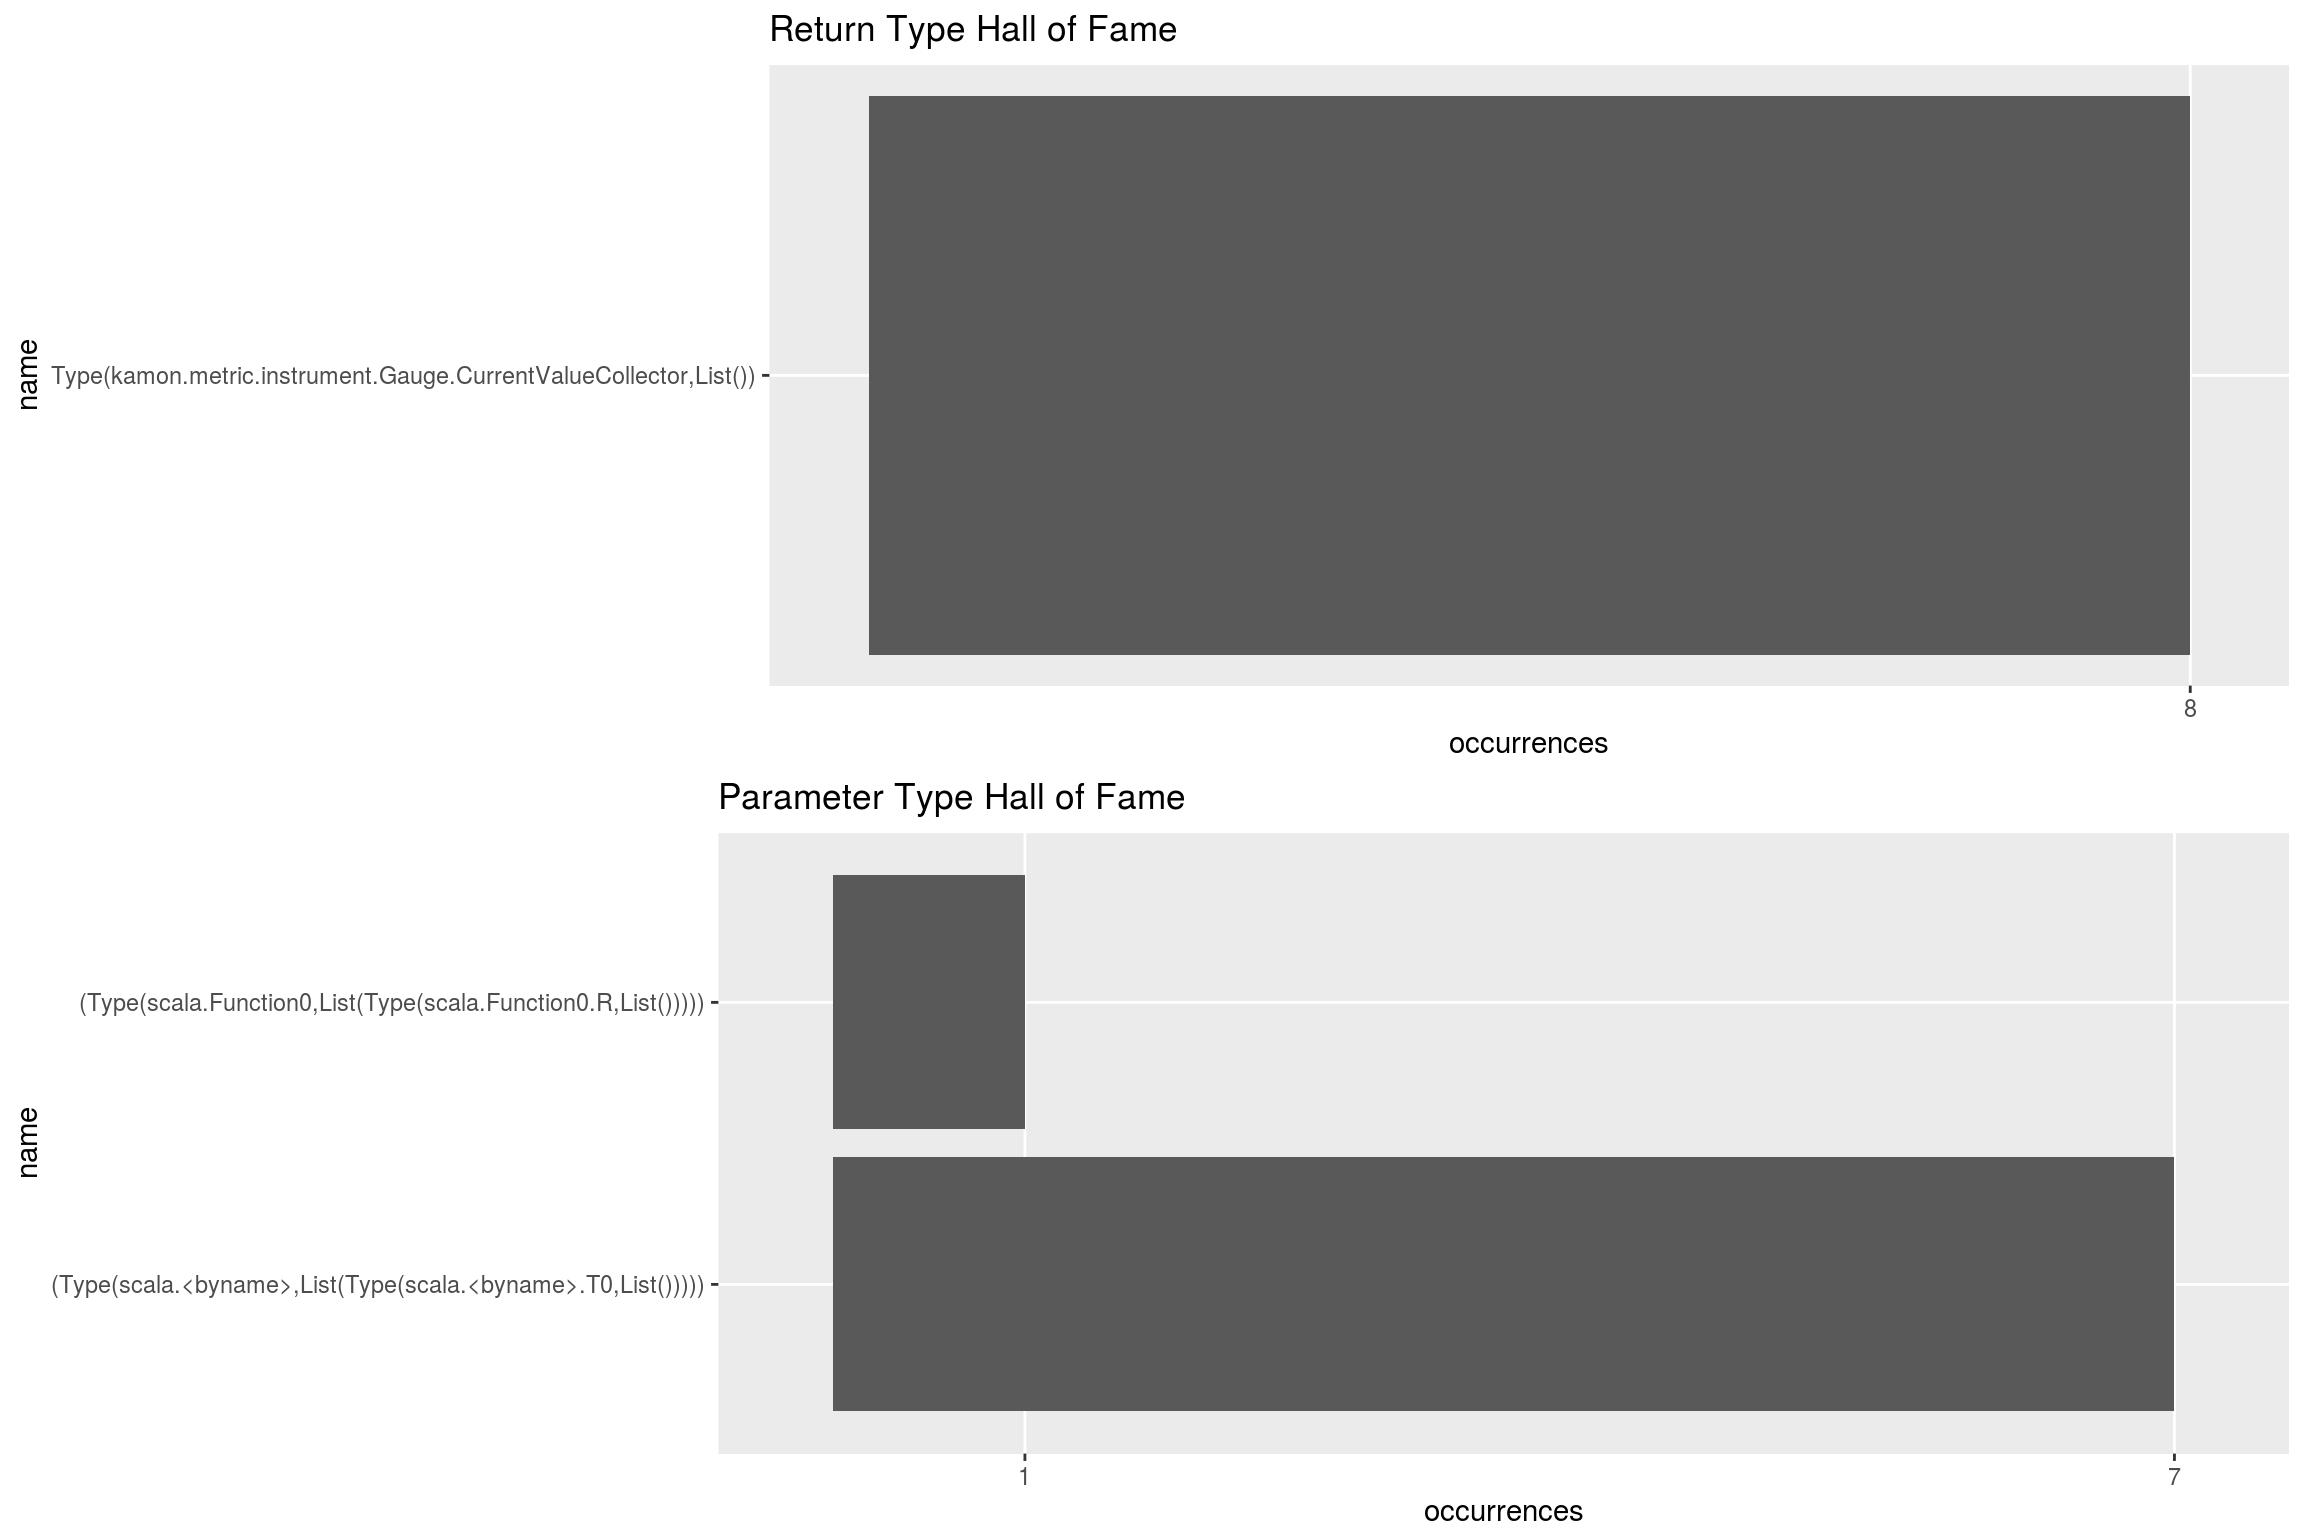 Return Type Hall of Fame
name
Type(kamon.metric.instrument.Gauge.CurrentValueCollector,List())
8
occurrences
Parameter Type Hall of Fame
name
(Type(scala.Function0,List(Type(scala.Function0.R,List()))))
(Type(scala.<byname>,List(Type(scala.<byname>.T0,List()))))
1
7
occurrences